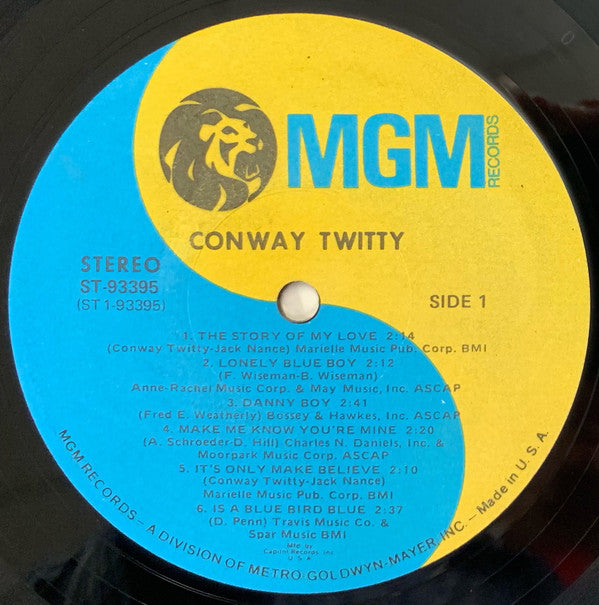 MGM
RECORDS
CONWAY TWITTY
STEREO
ST-93395
(ST 1-93395)
SIDE 1
1. THE STORY OF MY LOVE 2:14
(Conway Twitty-Jack Nance) Marielle Music Pub. Corp. BMI
2. LONELY BLUE BOY 2:12
(F. Wiseman-B. Wiseman)
Anne-Rachel Music Corp. & May Music, Inc. ASCAP
3. DANNY BOY 2:41
(Fred E. Weatherly) Bossey & Hawkes, Inc. ASCAP
4. MAKE ME KNOW YOU'RE MINE 2:20
(A. Schroeder-D. Hill) Charles N. Daniels, Inc. &
Moorpark Music Corp. ASCAP
5. IT'S ONLY MAKE BELIEVE 2:10
(Conway Twitty-Jack Nance)
Marielle Music Pub. Corp. BMI
6. IS A BLUE BIRD BLUE 2:37
(D. Penn) Travis Music Co. &
Spar Music BMI
Mfg. by
Capitol Records Inc.
U.S.A.
MGM RECORDS – A DIVISION OF METRO-GOLDWYN-MAYER, INC. – Made in U.S.A.